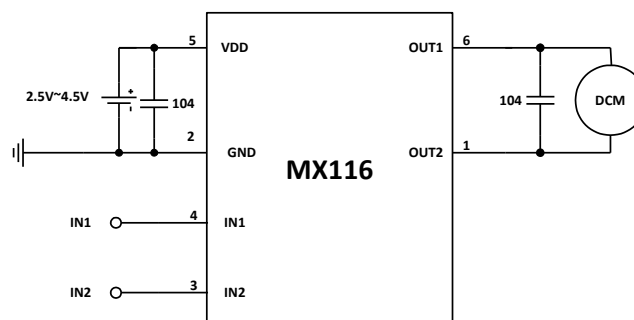 5 VDD OUT1 6
2.5V~4.5V + - 104 104 DCM
2 GND OUT2 1
MX116
IN1 4 IN1
IN2 3 IN2